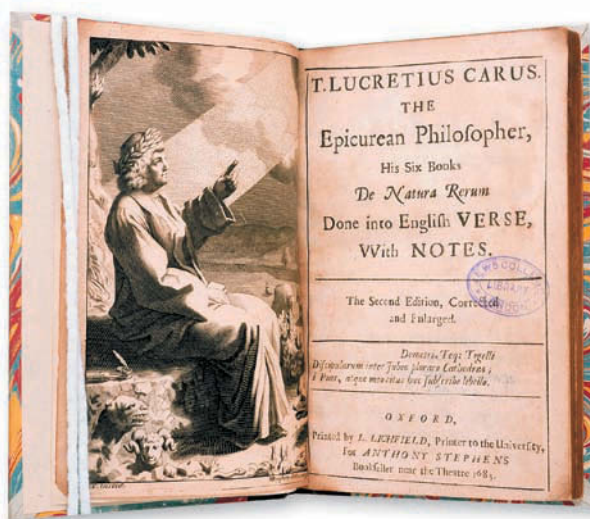 T. LUCRETIUS CARUS.
THE
Epicurean Philoſopher,
His Six Books
De Natura Rerum
Done into Engliſh VERSE,
VVith NOTES.
The Second Edition, Corrected
and Enlarged.
Demetri, Teq; Tigelli
Diſcipularum inter Jubeo plorare Cathedras;
i Puer, atque meo citus hæc ſubſcribe libello.
OXFORD,
Printed by L. LICHFIELD, Printer to the Univerſity,
For ANTHONY STEPHENS
Bookſeller near the Theatre 1683.
LIBRARY